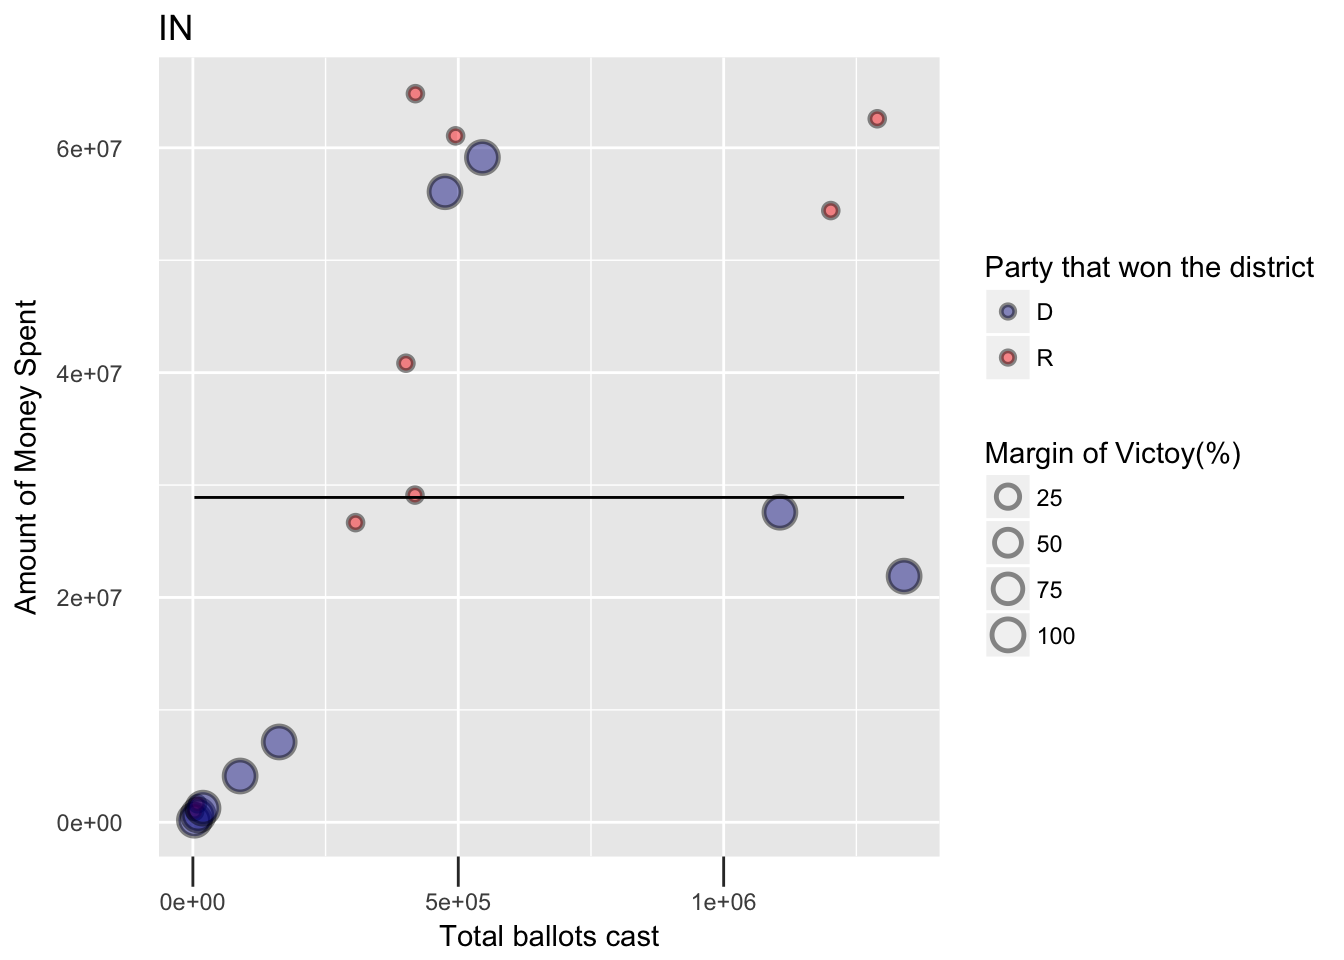 IN
6e+07
4e+07
2e+07
0e+00
Amount of Money Spent
0e+00
5e+05
1e+06
Total ballots cast
Party that won the district
D
R
Margin of Victoy(%)
25
50
75
100